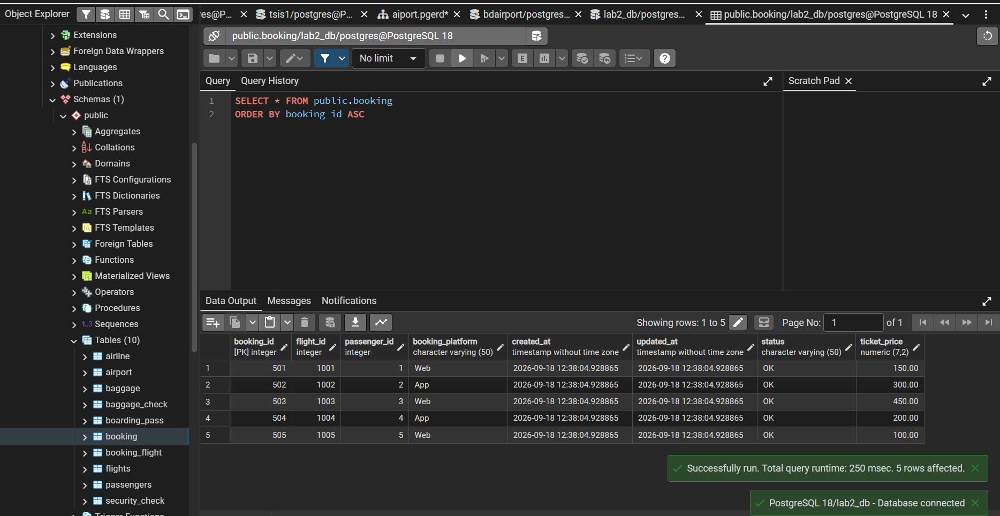 Object Explorer
res@P...
tsis1/postgres@P...
aiport.pgerd*
bdairport/postgres...
lab2_db/postgres...
public.booking/lab2_db/postgres@PostgreSQL 18
Extensions
Foreign Data Wrappers
Languages
Publications
Schemas (1)
public
Aggregates
Collations
Domains
FTS Configurations
FTS Dictionaries
Aa FTS Parsers
FTS Templates
Foreign Tables
Functions
Materialized Views
Operators
Procedures
1..3 Sequences
Tables (10)
airline
airport
baggage
baggage_check
boarding_pass
booking
booking_flight
flights
passengers
security_check
Trigger Functions
public.booking/lab2_db/postgres@PostgreSQL 18
No limit
E
Query Query History
Scratch Pad
1 SELECT * FROM public.booking
2 ORDER BY booking_id ASC
Data Output Messages Notifications
Showing rows: 1 to 5
Page No: 1 of 1
booking_id flight_id passenger_id booking_platform created_at updated_at status ticket_price
[PK] integer integer integer character varying (50) timestamp without time zone timestamp without time zone character varying (50) numeric (7,2)
1 501 1001 1 Web 2026-09-18 12:38:04.928865 2026-09-18 12:38:04.928865 OK 150.00
2 502 1002 2 App 2026-09-18 12:38:04.928865 2026-09-18 12:38:04.928865 OK 300.00
3 503 1003 3 Web 2026-09-18 12:38:04.928865 2026-09-18 12:38:04.928865 OK 450.00
4 504 1004 4 App 2026-09-18 12:38:04.928865 2026-09-18 12:38:04.928865 OK 200.00
5 505 1005 5 Web 2026-09-18 12:38:04.928865 2026-09-18 12:38:04.928865 OK 100.00
Successfully run. Total query runtime: 250 msec. 5 rows affected.
PostgreSQL 18/lab2_db - Database connected